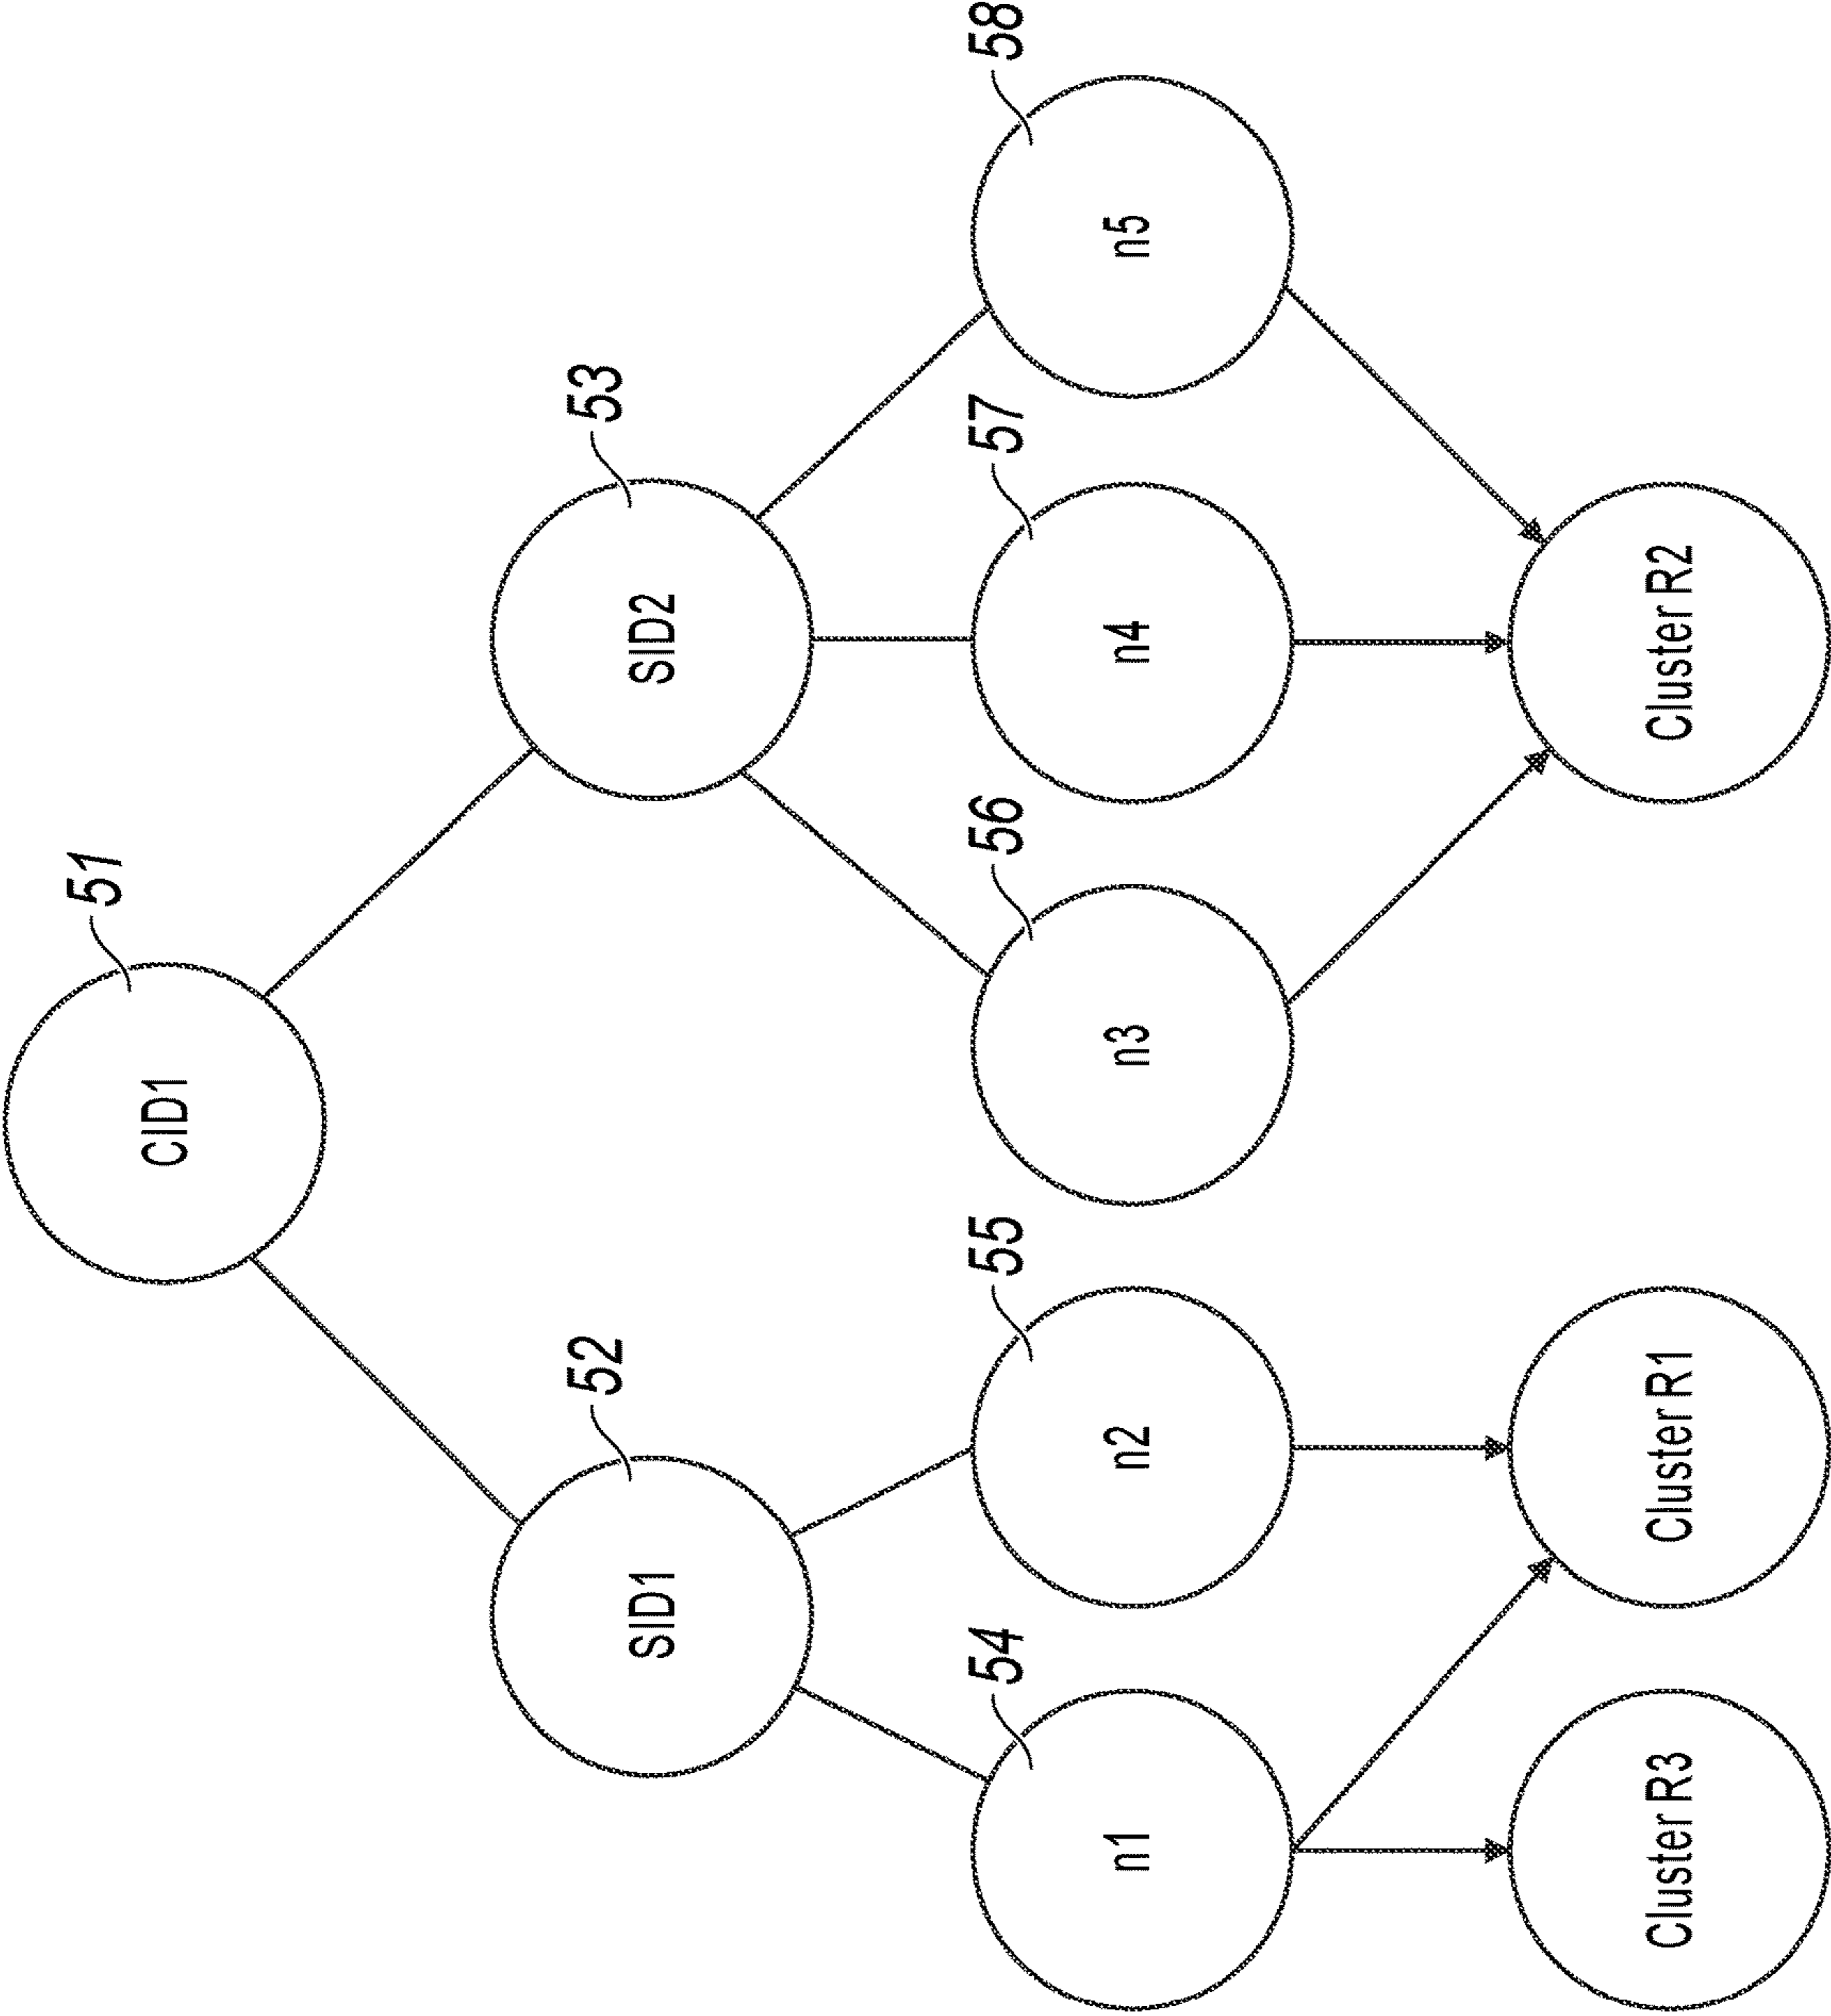 51
CID1
52
SID1
53
SID2
54
n1
55
n2
56
n3
57
n4
58
n5
Cluster R3
Cluster R1
Cluster R2